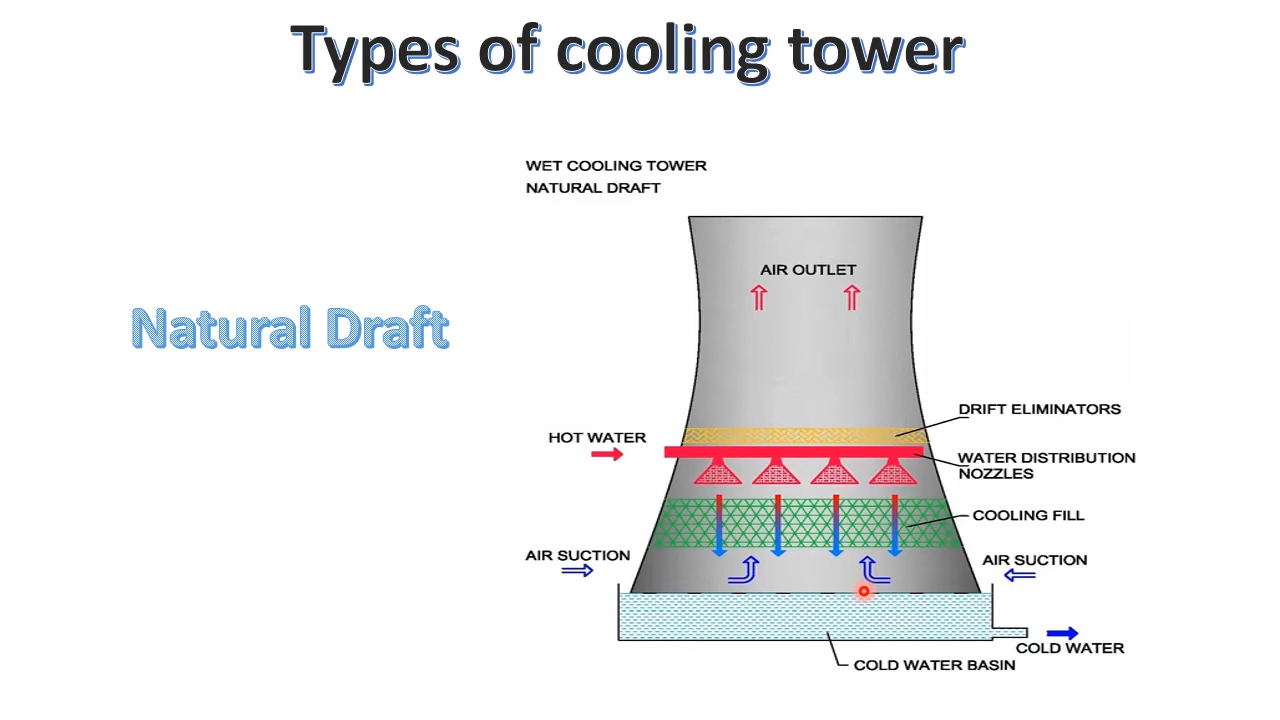 Types of cooling tower
WET COOLING TOWER
NATURAL DRAFT
AIR OUTLET
Natural Draft
DRIFT ELIMINATORS
HOT WATER
WATER DISTRIBUTION
NOZZLES
COOLING FILL
AIR SUCTION
AIR SUCTION
COLD WATER
COLD WATER BASIN